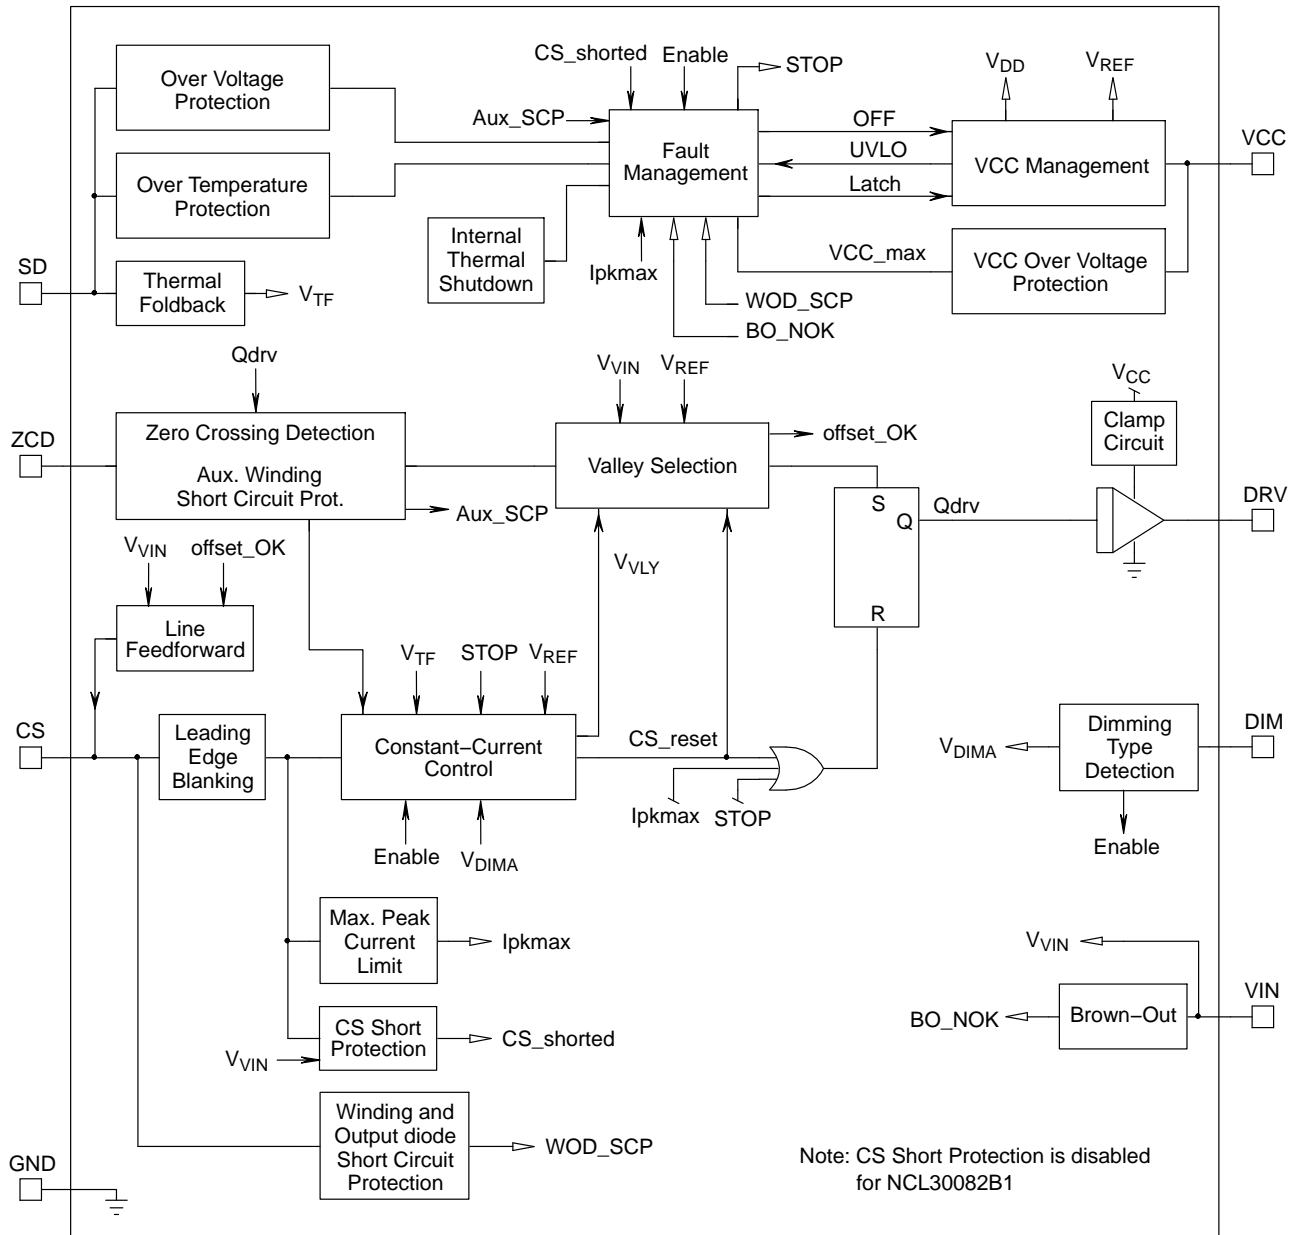 CS_shorted
Enable
STOP
VDD
VREF
Over Voltage
Protection
Aux_SCP
Fault
Management
OFF
UVLO
Latch
VCC Management
VCC
Over Temperature
Protection
Internal
Thermal
Shutdown
Ipkmax
VCC_max
VCC Over Voltage
Protection
WOD_SCP
BO_NOK
SD
Thermal
Foldback
VTF
Qdrv
VVIN
VREF
VCC
ZCD
Zero Crossing Detection
Aux. Winding
Short Circuit Prot.
Aux_SCP
Valley Selection
offset_OK
Clamp
Circuit
S
Q
R
Qdrv
DRV
VVIN
offset_OK
VVLY
Line
Feedforward
VTF
STOP
VREF
CS
Leading
Edge
Blanking
Constant−Current
Control
CS_reset
Ipkmax
STOP
Enable
VDIMA
VDIMA
Dimming
Type
Detection
DIM
Enable
Max. Peak
Current
Limit
Ipkmax
VVIN
CS Short
Protection
CS_shorted
VVIN
BO_NOK
Brown−Out
VIN
Winding and
Output diode
Short Circuit
Protection
WOD_SCP
GND
Note: CS Short Protection is disabled
for NCL30082B1